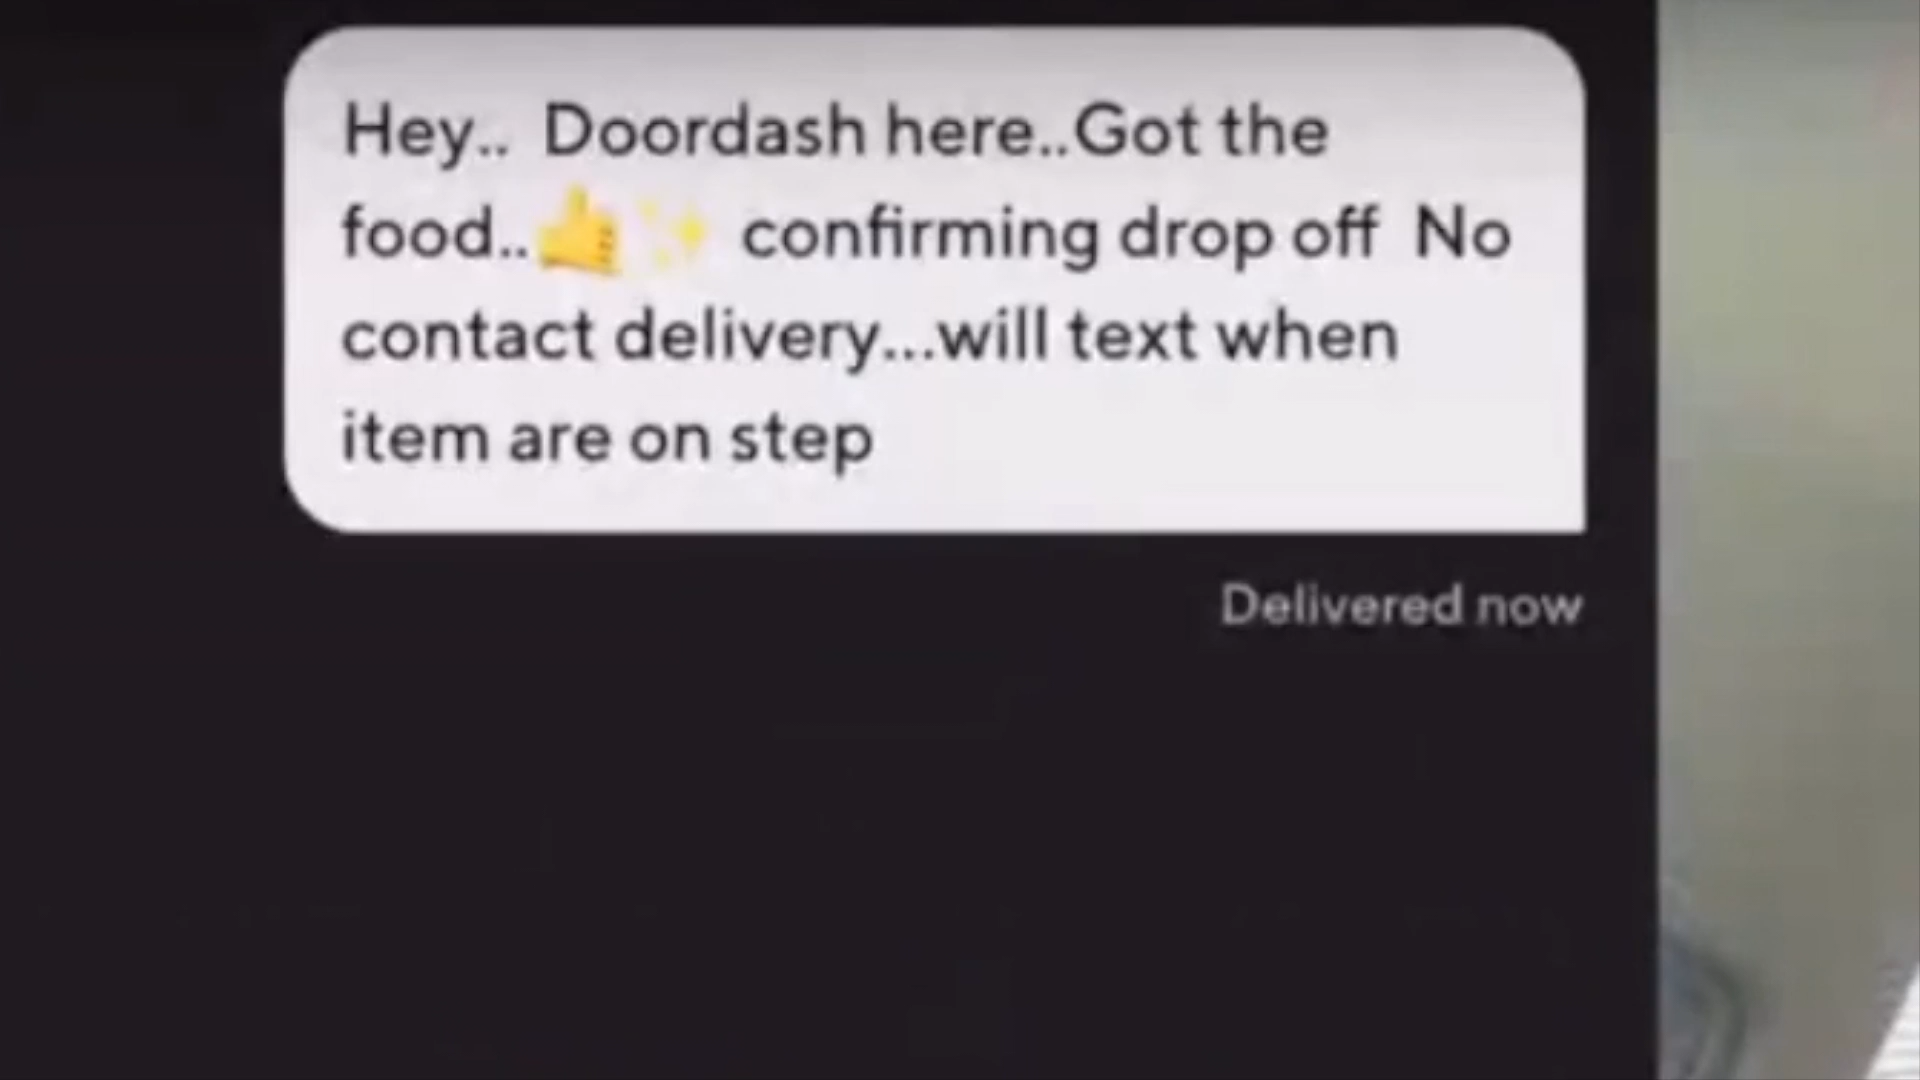 Hey..  Doordash here..Got the
food..🤙✨ confirming drop off  No
contact delivery...will text when
item are on step
Delivered now